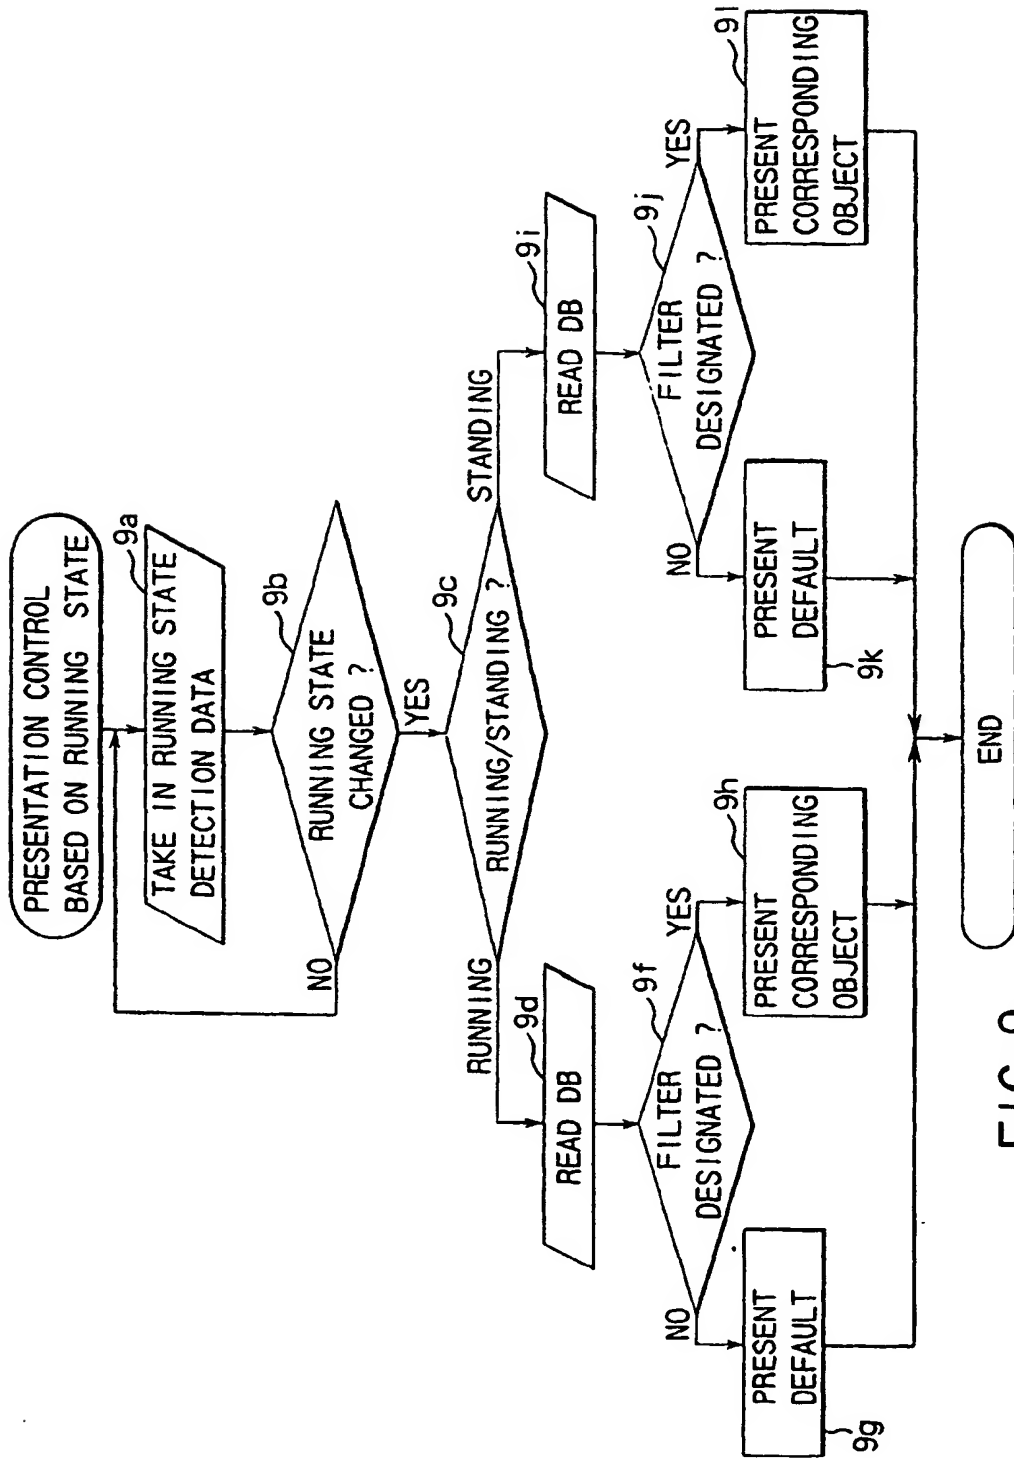 PRESENTATION CONTROL
BASED ON RUNNING STATE
9a
TAKE IN RUNNING STATE
DETECTION DATA
9b
RUNNING STATE
CHANGED ?
NO
YES
9c
RUNNING/STANDING ?
RUNNING
STANDING
9d
READ DB
9i
READ DB
9f
FILTER
DESIGNATED ?
NO
YES
9j
FILTER
DESIGNATED ?
NO
YES
PRESENT
DEFAULT
9g
9h
PRESENT
CORRESPONDING
OBJECT
PRESENT
DEFAULT
9k
9l
PRESENT
CORRESPONDING
OBJECT
END